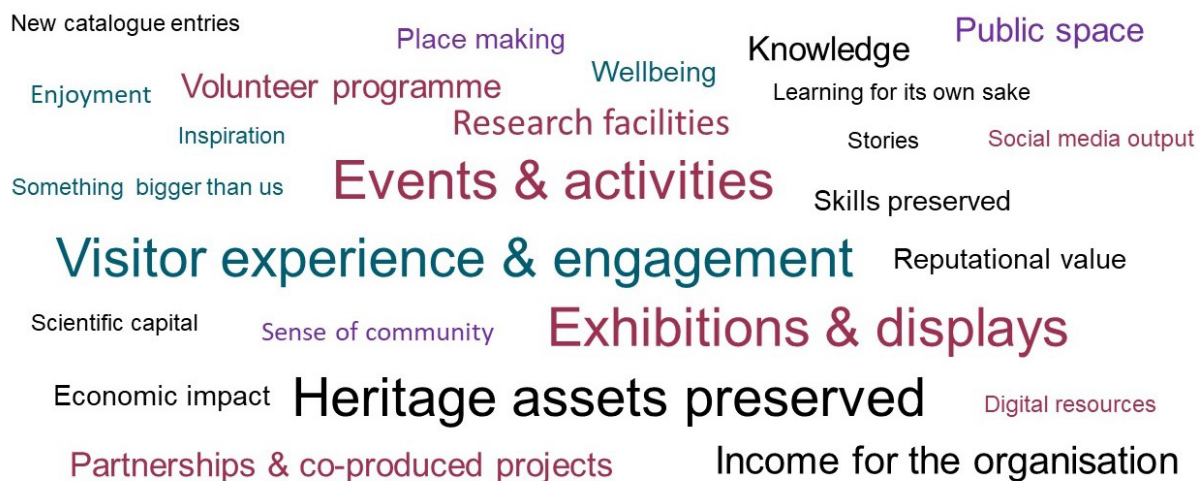 New catalogue entries
Place making
Knowledge
Public space
Enjoyment
Volunteer programme
Wellbeing
Learning for its own sake
Inspiration
Research facilities
Stories
Social media output
Something bigger than us
Events & activities
Skills preserved
Visitor experience & engagement
Reputational value
Scientific capital
Sense of community
Exhibitions & displays
Economic impact
Heritage assets preserved
Digital resources
Partnerships & co-produced projects
Income for the organisation